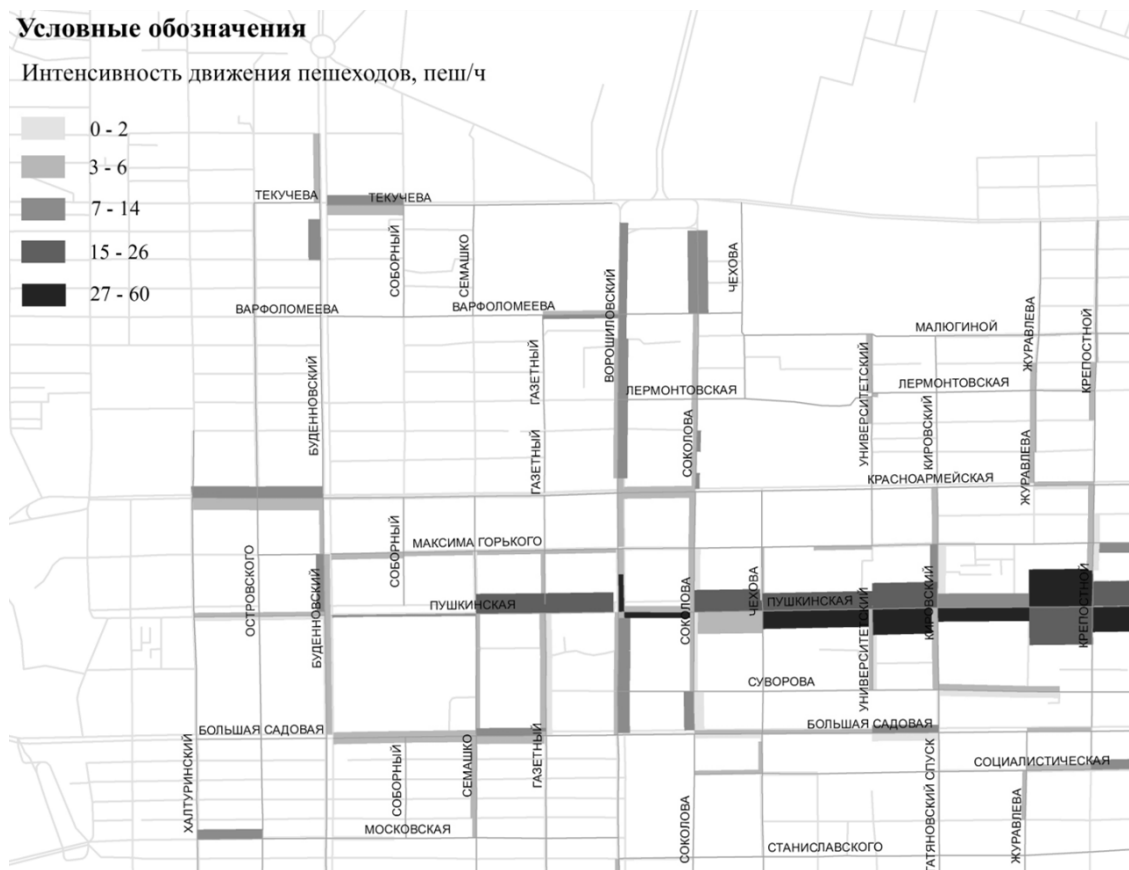 Условные обозначения
Интенсивность движения пешеходов, пеш/ч
0 - 2
3 - 6
7 - 14
15 - 26
27 - 60
ТЕКУЧЕВА
ТЕКУЧЕВА
СОБОРНЫЙ
СЕМАШКО
ЧЕХОВА
ВОРОШИЛОВСКИЙ
ВАРФОЛОМЕЕВА
ВАРФОЛОМЕЕВА
МАЛЮГИНОЙ
ЖУРАВЛЕВА
КРЕПОСТНОЙ
БУДЕННОВСКИЙ
ГАЗЕТНЫЙ
ЛЕРМОНТОВСКАЯ
УНИВЕРСИТЕТСКИЙ
ЛЕРМОНТОВСКАЯ
КИРОВСКИЙ
ГАЗЕТНЫЙ
СОКОЛОВА
ЖУРАВЛЕВА
КРАСНОАРМЕЙСКАЯ
СОБОРНЫЙ
МАКСИМА ГОРЬКОГО
ОСТРОВСКОГО
БУДЕННОВСКИЙ
ПУШКИНСКАЯ
СОКОЛОВА
ЧЕХОВА
ПУШКИНСКАЯ
УНИВЕРСИТЕТСКИЙ
КИРОВСКИЙ
КРЕПОСТНОЙ
СУВОРОВА
БОЛЬШАЯ САДОВАЯ
БОЛЬШАЯ САДОВАЯ
ХАЛТУРИНСКИЙ
СОБОРНЫЙ
СЕМАШКО
ГАЗЕТНЫЙ
СОКОЛОВА
ТАТЯНОВСКИЙ СПУСК
СОЦИАЛИСТИЧЕСКАЯ
ЖУРАВЛЕВА
МОСКОВСКАЯ
СТАНИСЛАВСКОГО